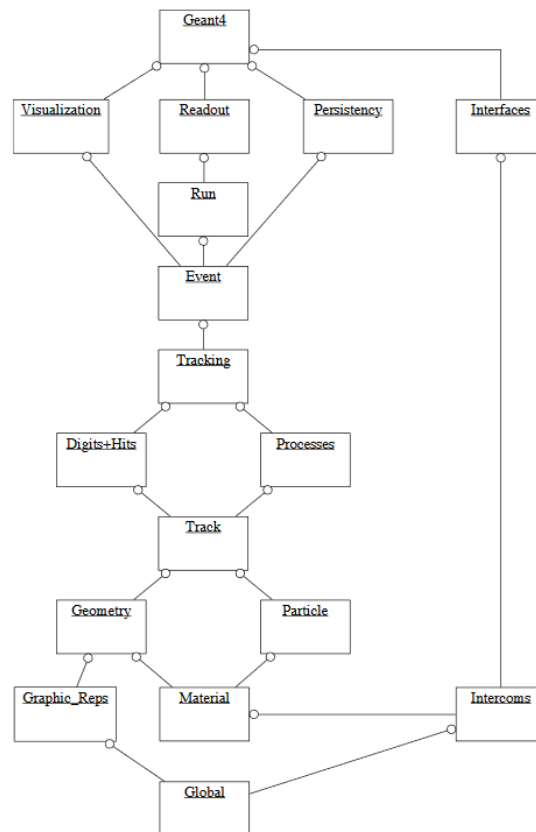 Geant4
Visualization
Readout
Persistency
Interfaces
Run
Event
Tracking
Digits+Hits
Processes
Track
Geometry
Particle
Graphic_Reps
Material
Intercoms
Global